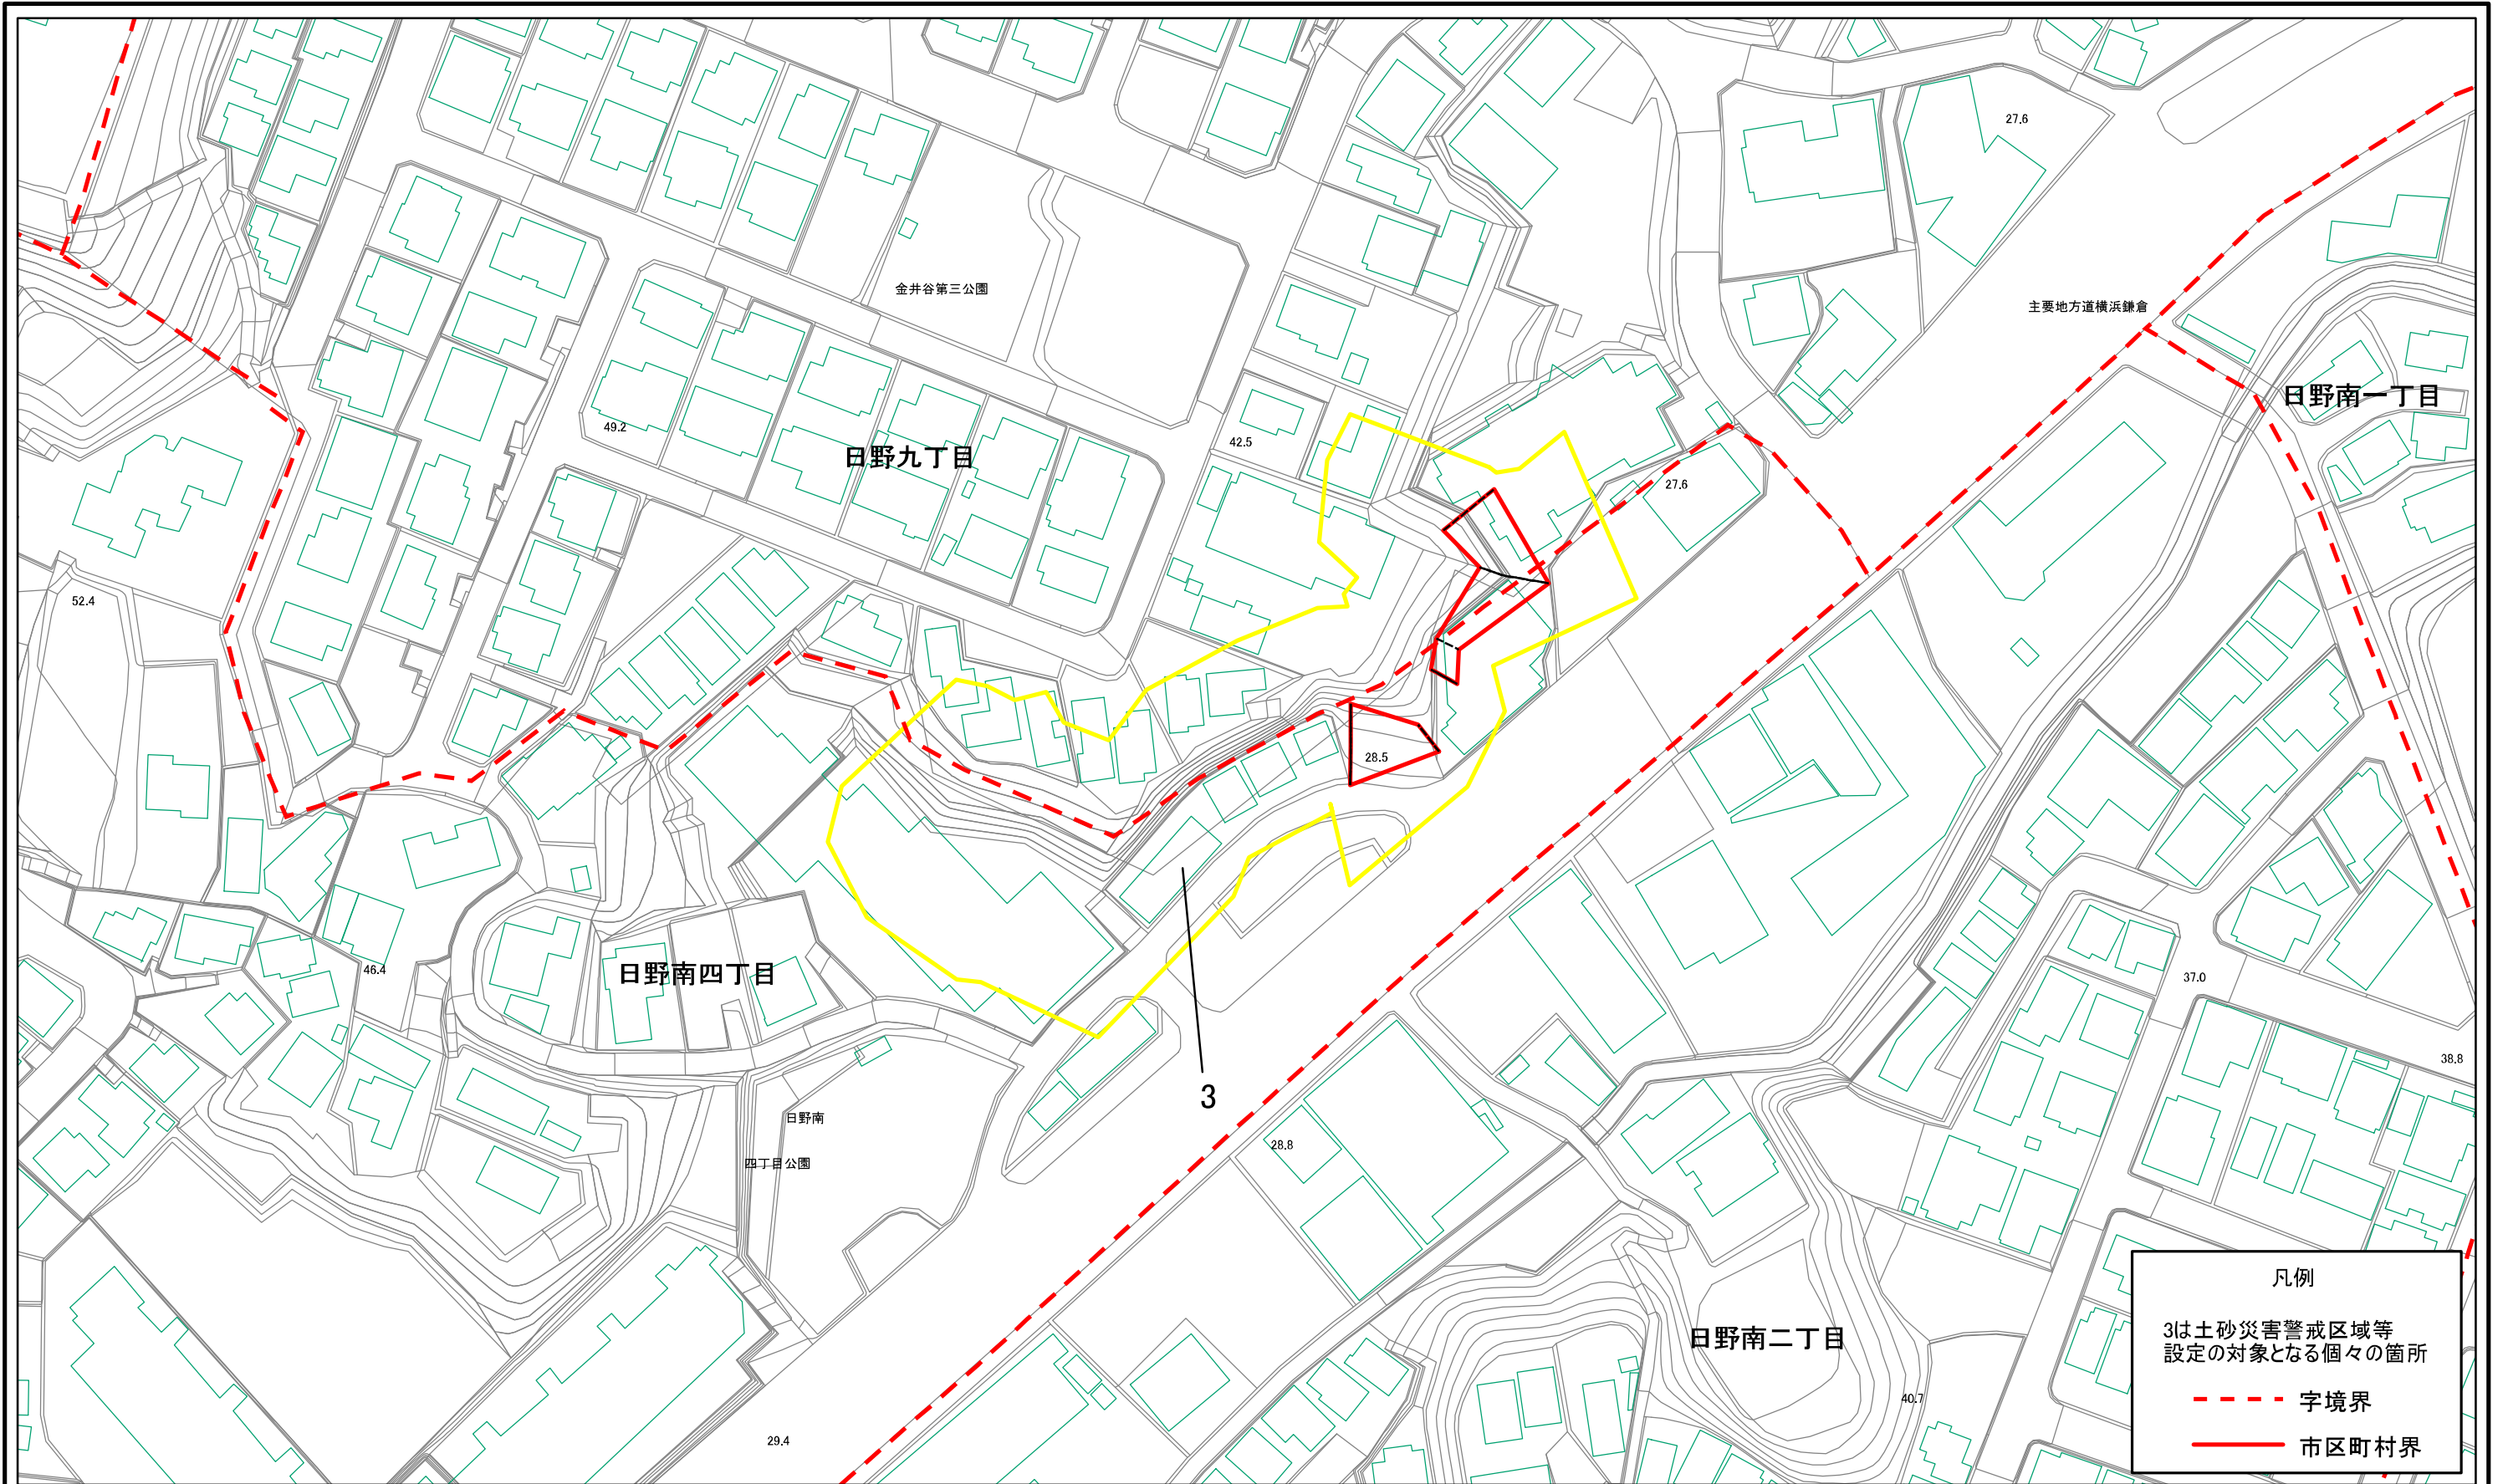 27.6
金井谷第三公園
主要地方道横浜鎌倉
日野南一丁目
49.2
日野九丁目
42.5
27.6
52.4
28.5
46.4
日野南四丁目
37.0
38.8
3
日野南
四丁目公園
28.8
29.4
日野南二丁目
40.7
凡例
3は土砂災害警戒区域等
設定の対象となる個々の箇所
字境界
市区町村界